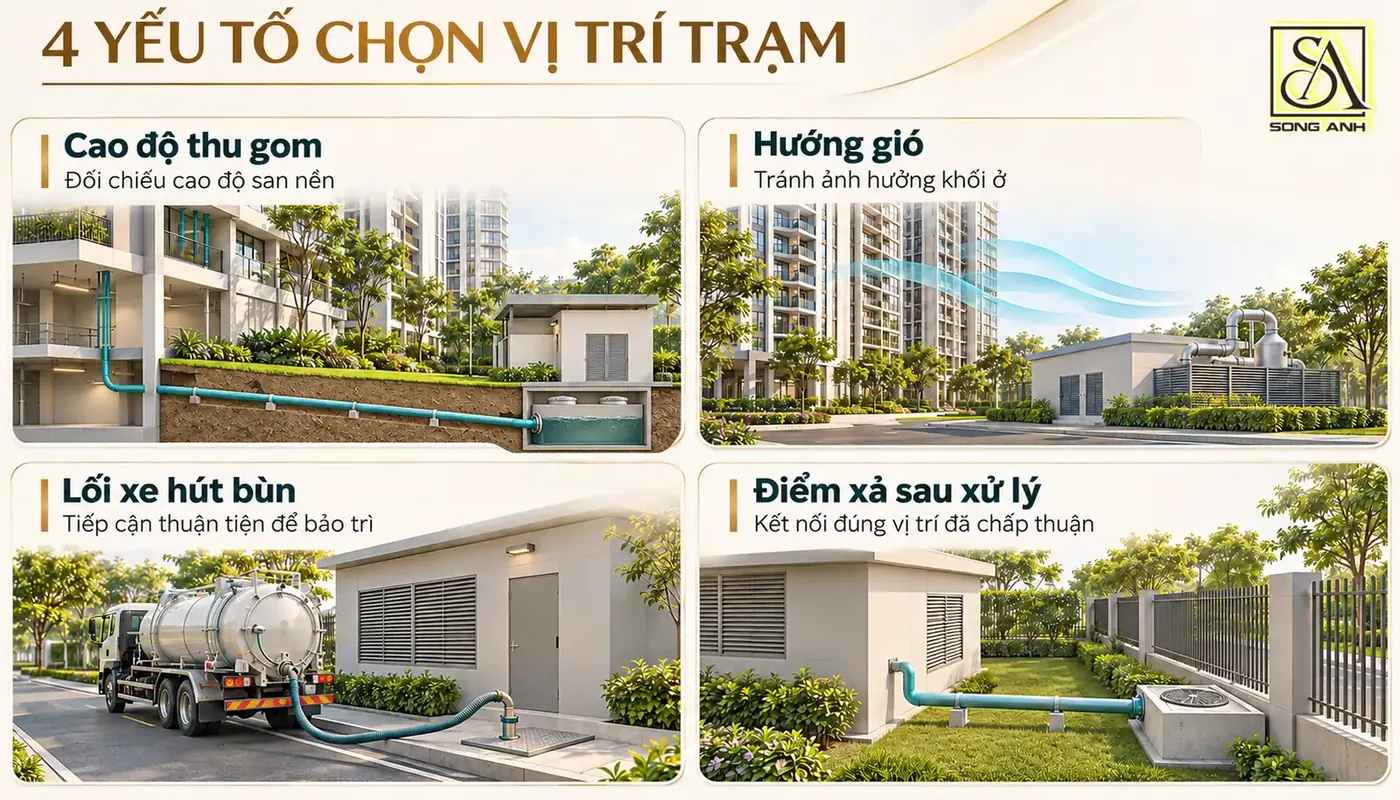 4 YẾU TỐ CHỌN VỊ TRÍ TRẠM
SA
SONG ANH
Cao độ thu gom
Đối chiếu cao độ san nền
Hướng gió
Tránh ảnh hưởng khối ở
Lối xe hút bùn
Tiếp cận thuận tiện để bảo trì
Điểm xả sau xử lý
Kết nối đúng vị trí đã chấp thuận